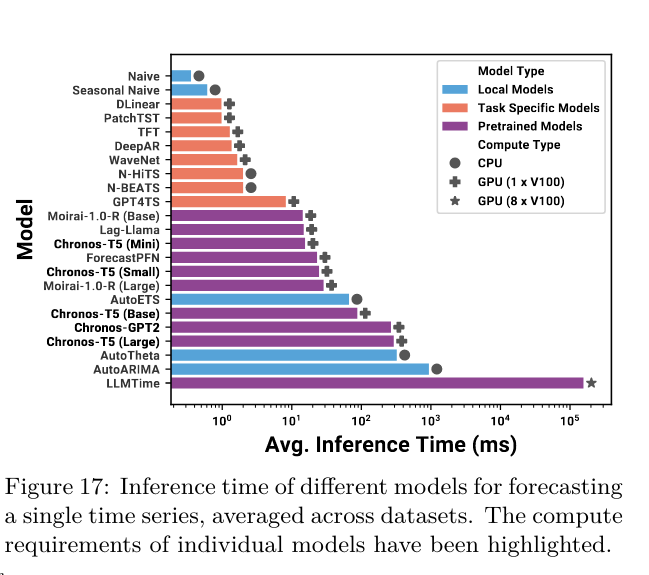 Naive
Seasonal Naive
DLinear
PatchTST
TFT
DeepAR
WaveNet
N-HiTS
N-BEATS
GPT4TS
Moirai-1.0-R (Base)
Lag-Llama
Chronos-T5 (Mini)
ForecastPFN
Chronos-T5 (Small)
Moirai-1.0-R (Large)
AutoETS
Chronos-T5 (Base)
Chronos-GPT2
Chronos-T5 (Large)
AutoTheta
AutoARIMA
LLMTime
Model
Model Type
Local Models
Task Specific Models
Pretrained Models
Compute Type
CPU
GPU (1 x V100)
GPU (8 x V100)
10⁰ 10¹ 10² 10³ 10⁴ 10⁵
Avg. Inference Time (ms)
Figure 17: Inference time of different models for forecasting
a single time series, averaged across datasets. The compute
requirements of individual models have been highlighted.